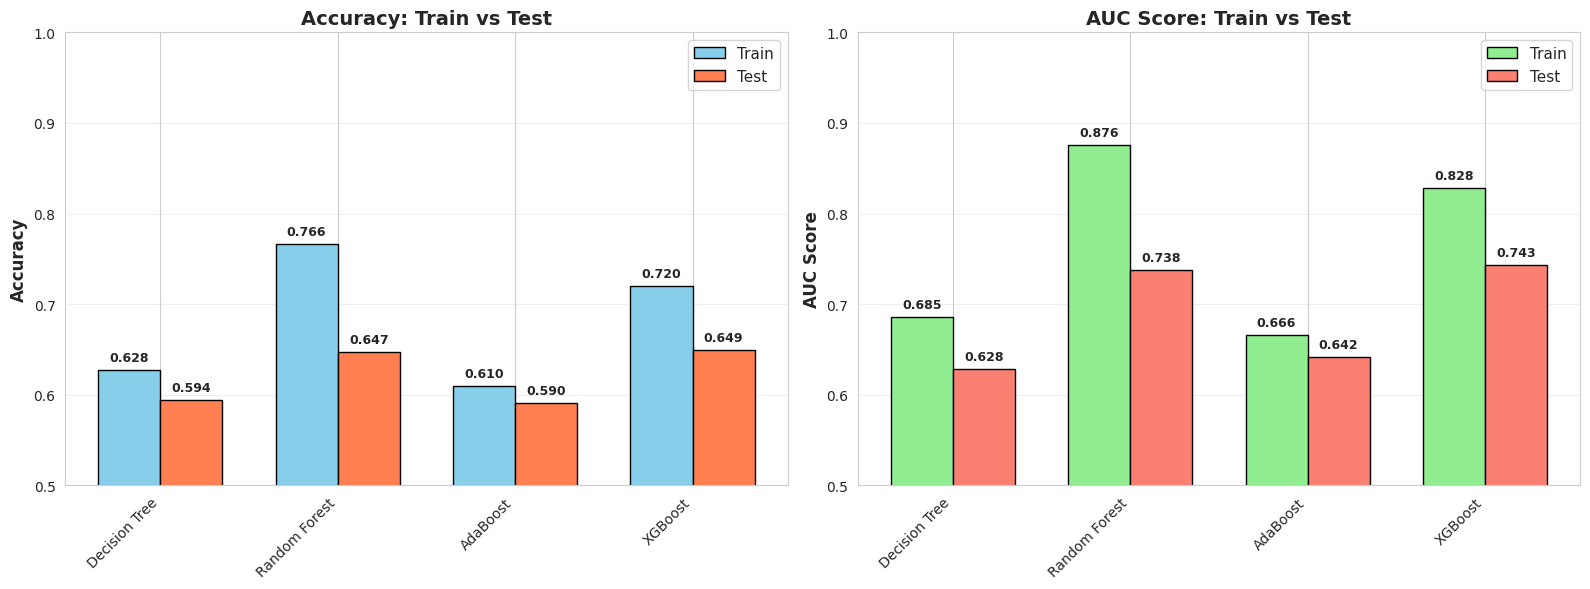 Accuracy: Train vs Test
Accuracy
1.0
0.9
0.8
0.7
0.6
0.5
Train
Test
0.628
0.594
0.766
0.647
0.610
0.590
0.720
0.649
Decision Tree
Random Forest
AdaBoost
XGBoost
AUC Score: Train vs Test
AUC Score
1.0
0.9
0.8
0.7
0.6
0.5
Train
Test
0.685
0.628
0.876
0.738
0.666
0.642
0.828
0.743
Decision Tree
Random Forest
AdaBoost
XGBoost